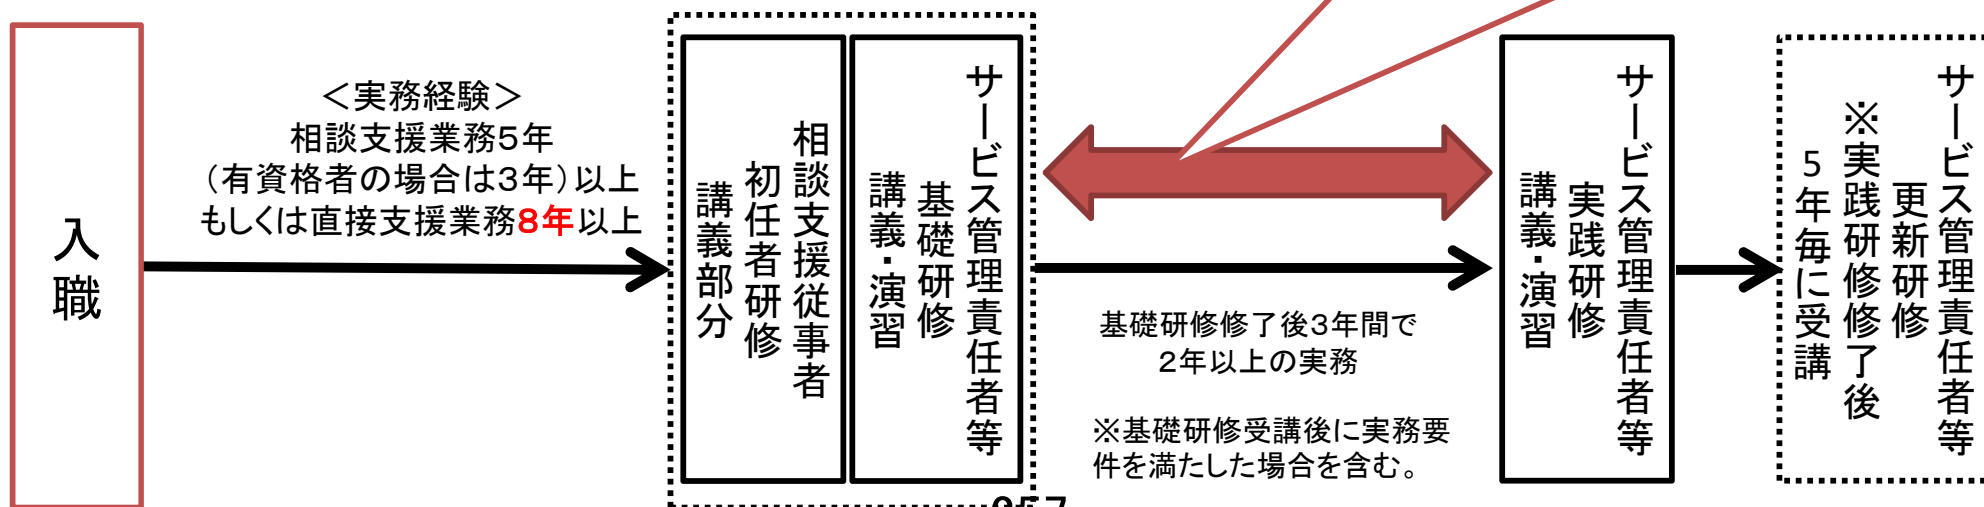 入職
＜実務経験＞
相談支援業務５年
（有資格者の場合は３年）以上
もしくは直接支援業務８年以上
相談支援従事者
初任者研修
講義部分
サービス管理責任者等
基礎研修
講義・演習
基礎研修修了後３年間で
２年以上の実務
※基礎研修受講後に実務要
件を満たした場合を含む。
サービス管理責任者等
実践研修
講義・演習
サービス管理責任者等
更新研修
※実践研修修了後
5年毎に受講